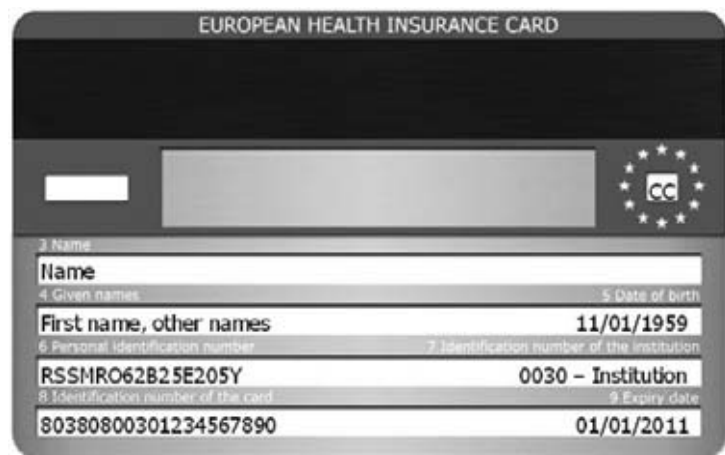 EUROPEAN HEALTH INSURANCE CARD
CC
3 Name
Name
4 Given names 5 Date of birth
First name, other names 11/01/1959
6 Personal identification number 7 Identification number of the institution
RSSMRO62B25E205Y 0030 – Institution
8 Identification number of the card 9 Expiry date
80380800301234567890 01/01/2011